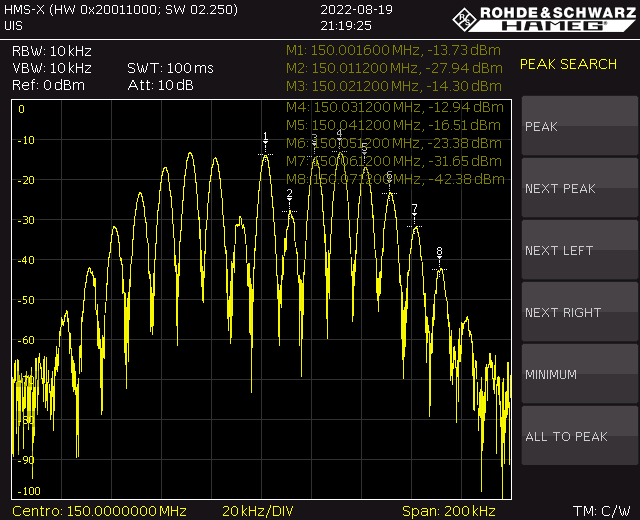 HMS-X (HW 0x20011000; SW 02.250)
UIS
2022-08-19
21:19:25
ROHDE&SCHWARZ
HAMEG
RBW: 10 kHz
VBW: 10 kHz
SWT: 100 ms
Ref: 0 dBm
Att: 10 dB
M1: 150.001600 MHz, -13.73 dBm
M2: 150.011200 MHz, -27.94 dBm
M3: 150.021200 MHz, -14.30 dBm
M4: 150.031200 MHz, -12.94 dBm
M5: 150.041200 MHz, -16.51 dBm
M6: 150.051200 MHz, -23.38 dBm
M7: 150.061200 MHz, -31.65 dBm
M8: 150.071200 MHz, -42.38 dBm
PEAK SEARCH
PEAK
NEXT PEAK
NEXT LEFT
NEXT RIGHT
MINIMUM
ALL TO PEAK
0
-10
-20
-30
-40
-50
-60
-70
-80
-90
-100
1
2
3
4
5
6
7
8
Centro: 150.0000000 MHz
20 kHz/DIV
Span: 200 kHz
TM: C/W